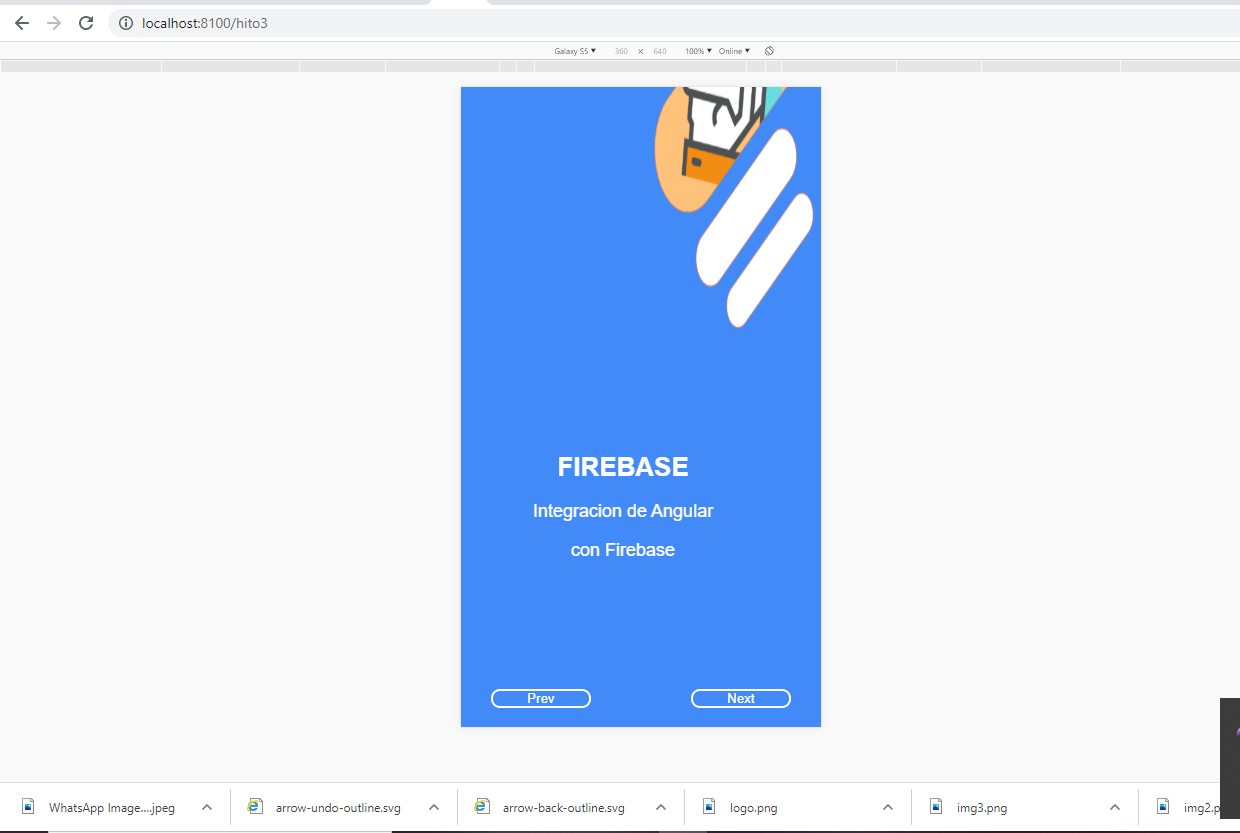 localhost:8100/hito3
Galaxy S5 ▼ 360 × 640 100% ▼ Online ▼
FIREBASE
Integracion de Angular
con Firebase
Prev Next
WhatsApp Image....jpeg arrow-undo-outline.svg arrow-back-outline.svg logo.png img3.png img2.p